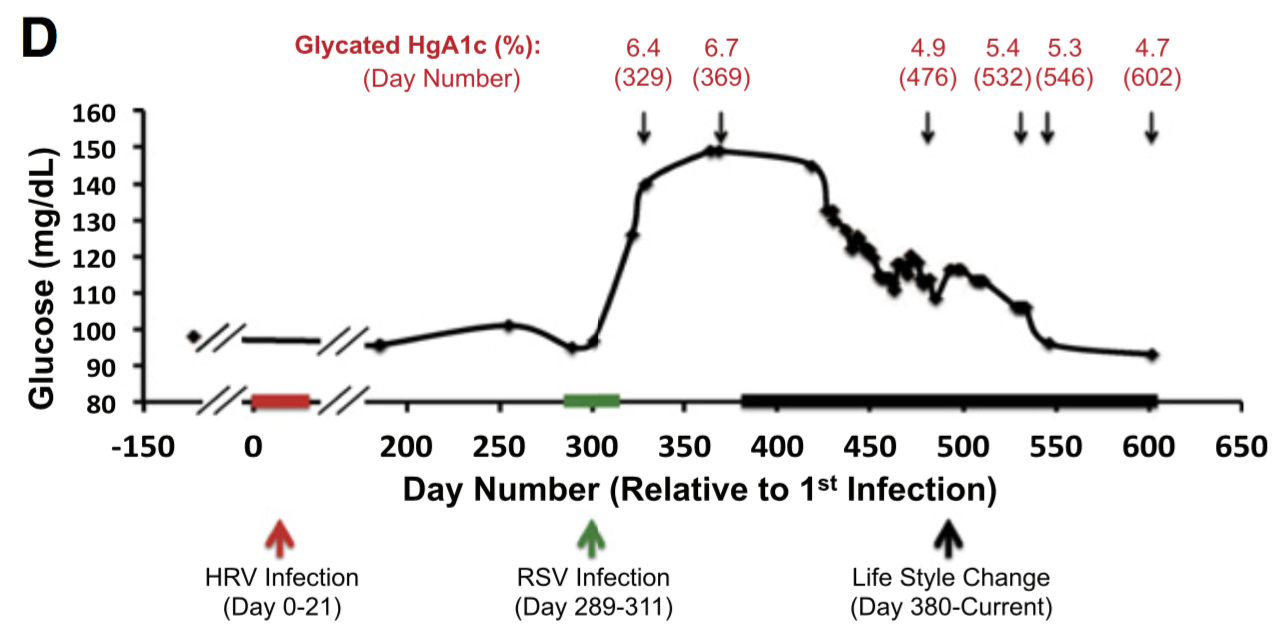 D
Glycated HgA1c (%): 6.4 6.7 4.9 5.4 5.3 4.7
(Day Number) (329) (369) (476) (532) (546) (602)
Glucose (mg/dL)
160
150
140
130
120
110
100
90
80
-150 0 200 250 300 350 400 450 500 550 600 650
Day Number (Relative to 1st Infection)
HRV Infection RSV Infection Life Style Change
(Day 0-21) (Day 289-311) (Day 380-Current)